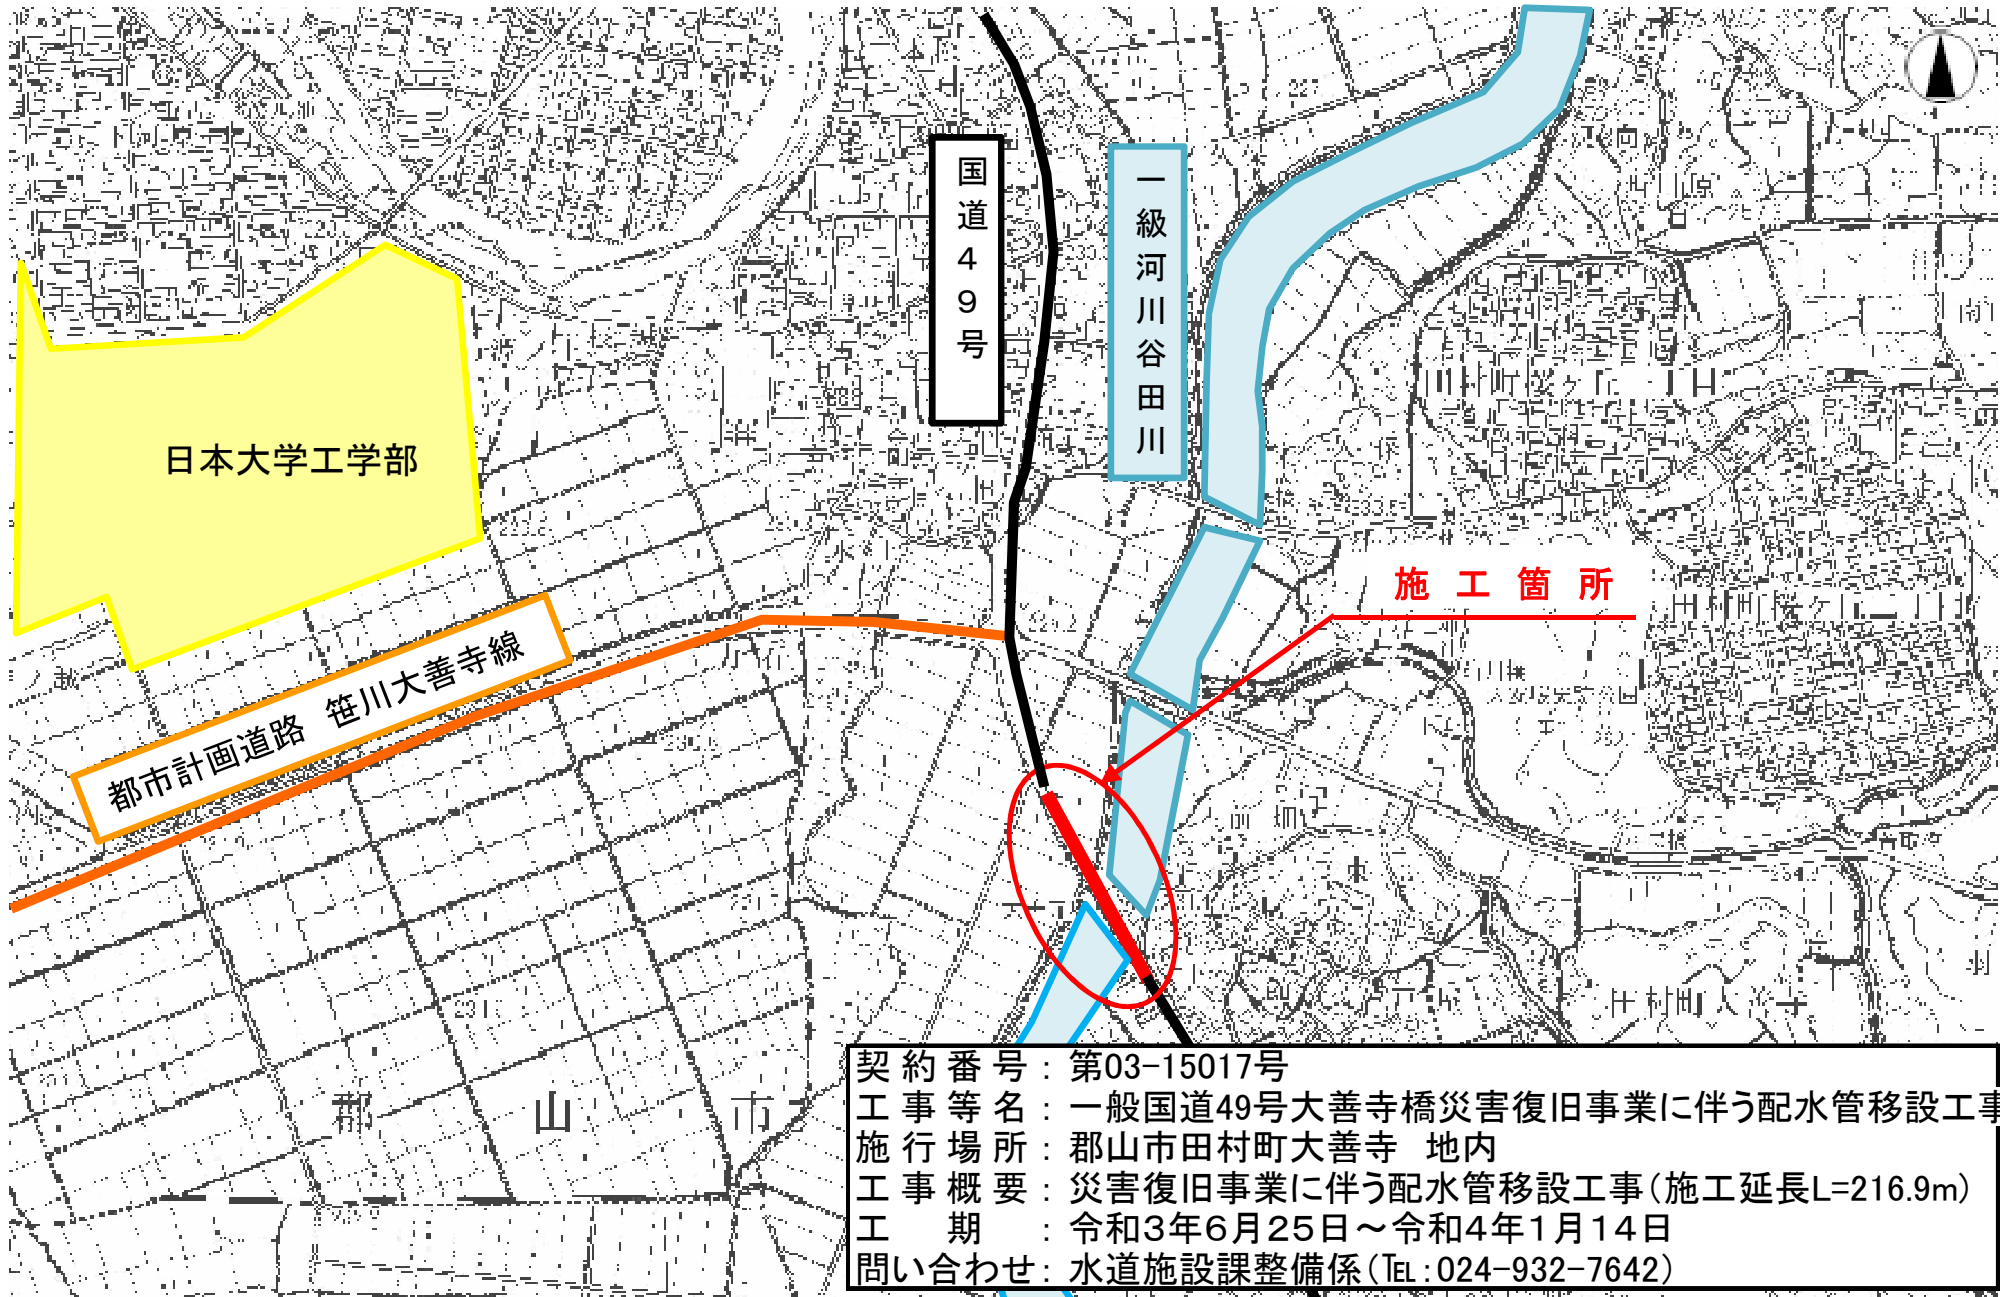 国道49号
一級河川谷田川
日本大学工学部
施工箇所
都市計画道路　笹川大善寺線
郡山市
契約番号：第03-15017号
工事等名：一般国道49号大善寺橋災害復旧事業に伴う配水管移設工事
施行場所：郡山市田村町大善寺　地内
工事概要：災害復旧事業に伴う配水管移設工事（施工延長L=216.9m）
工　期　：令和3年6月25日～令和4年1月14日
問い合わせ：水道施設課整備係（℡：024-932-7642）